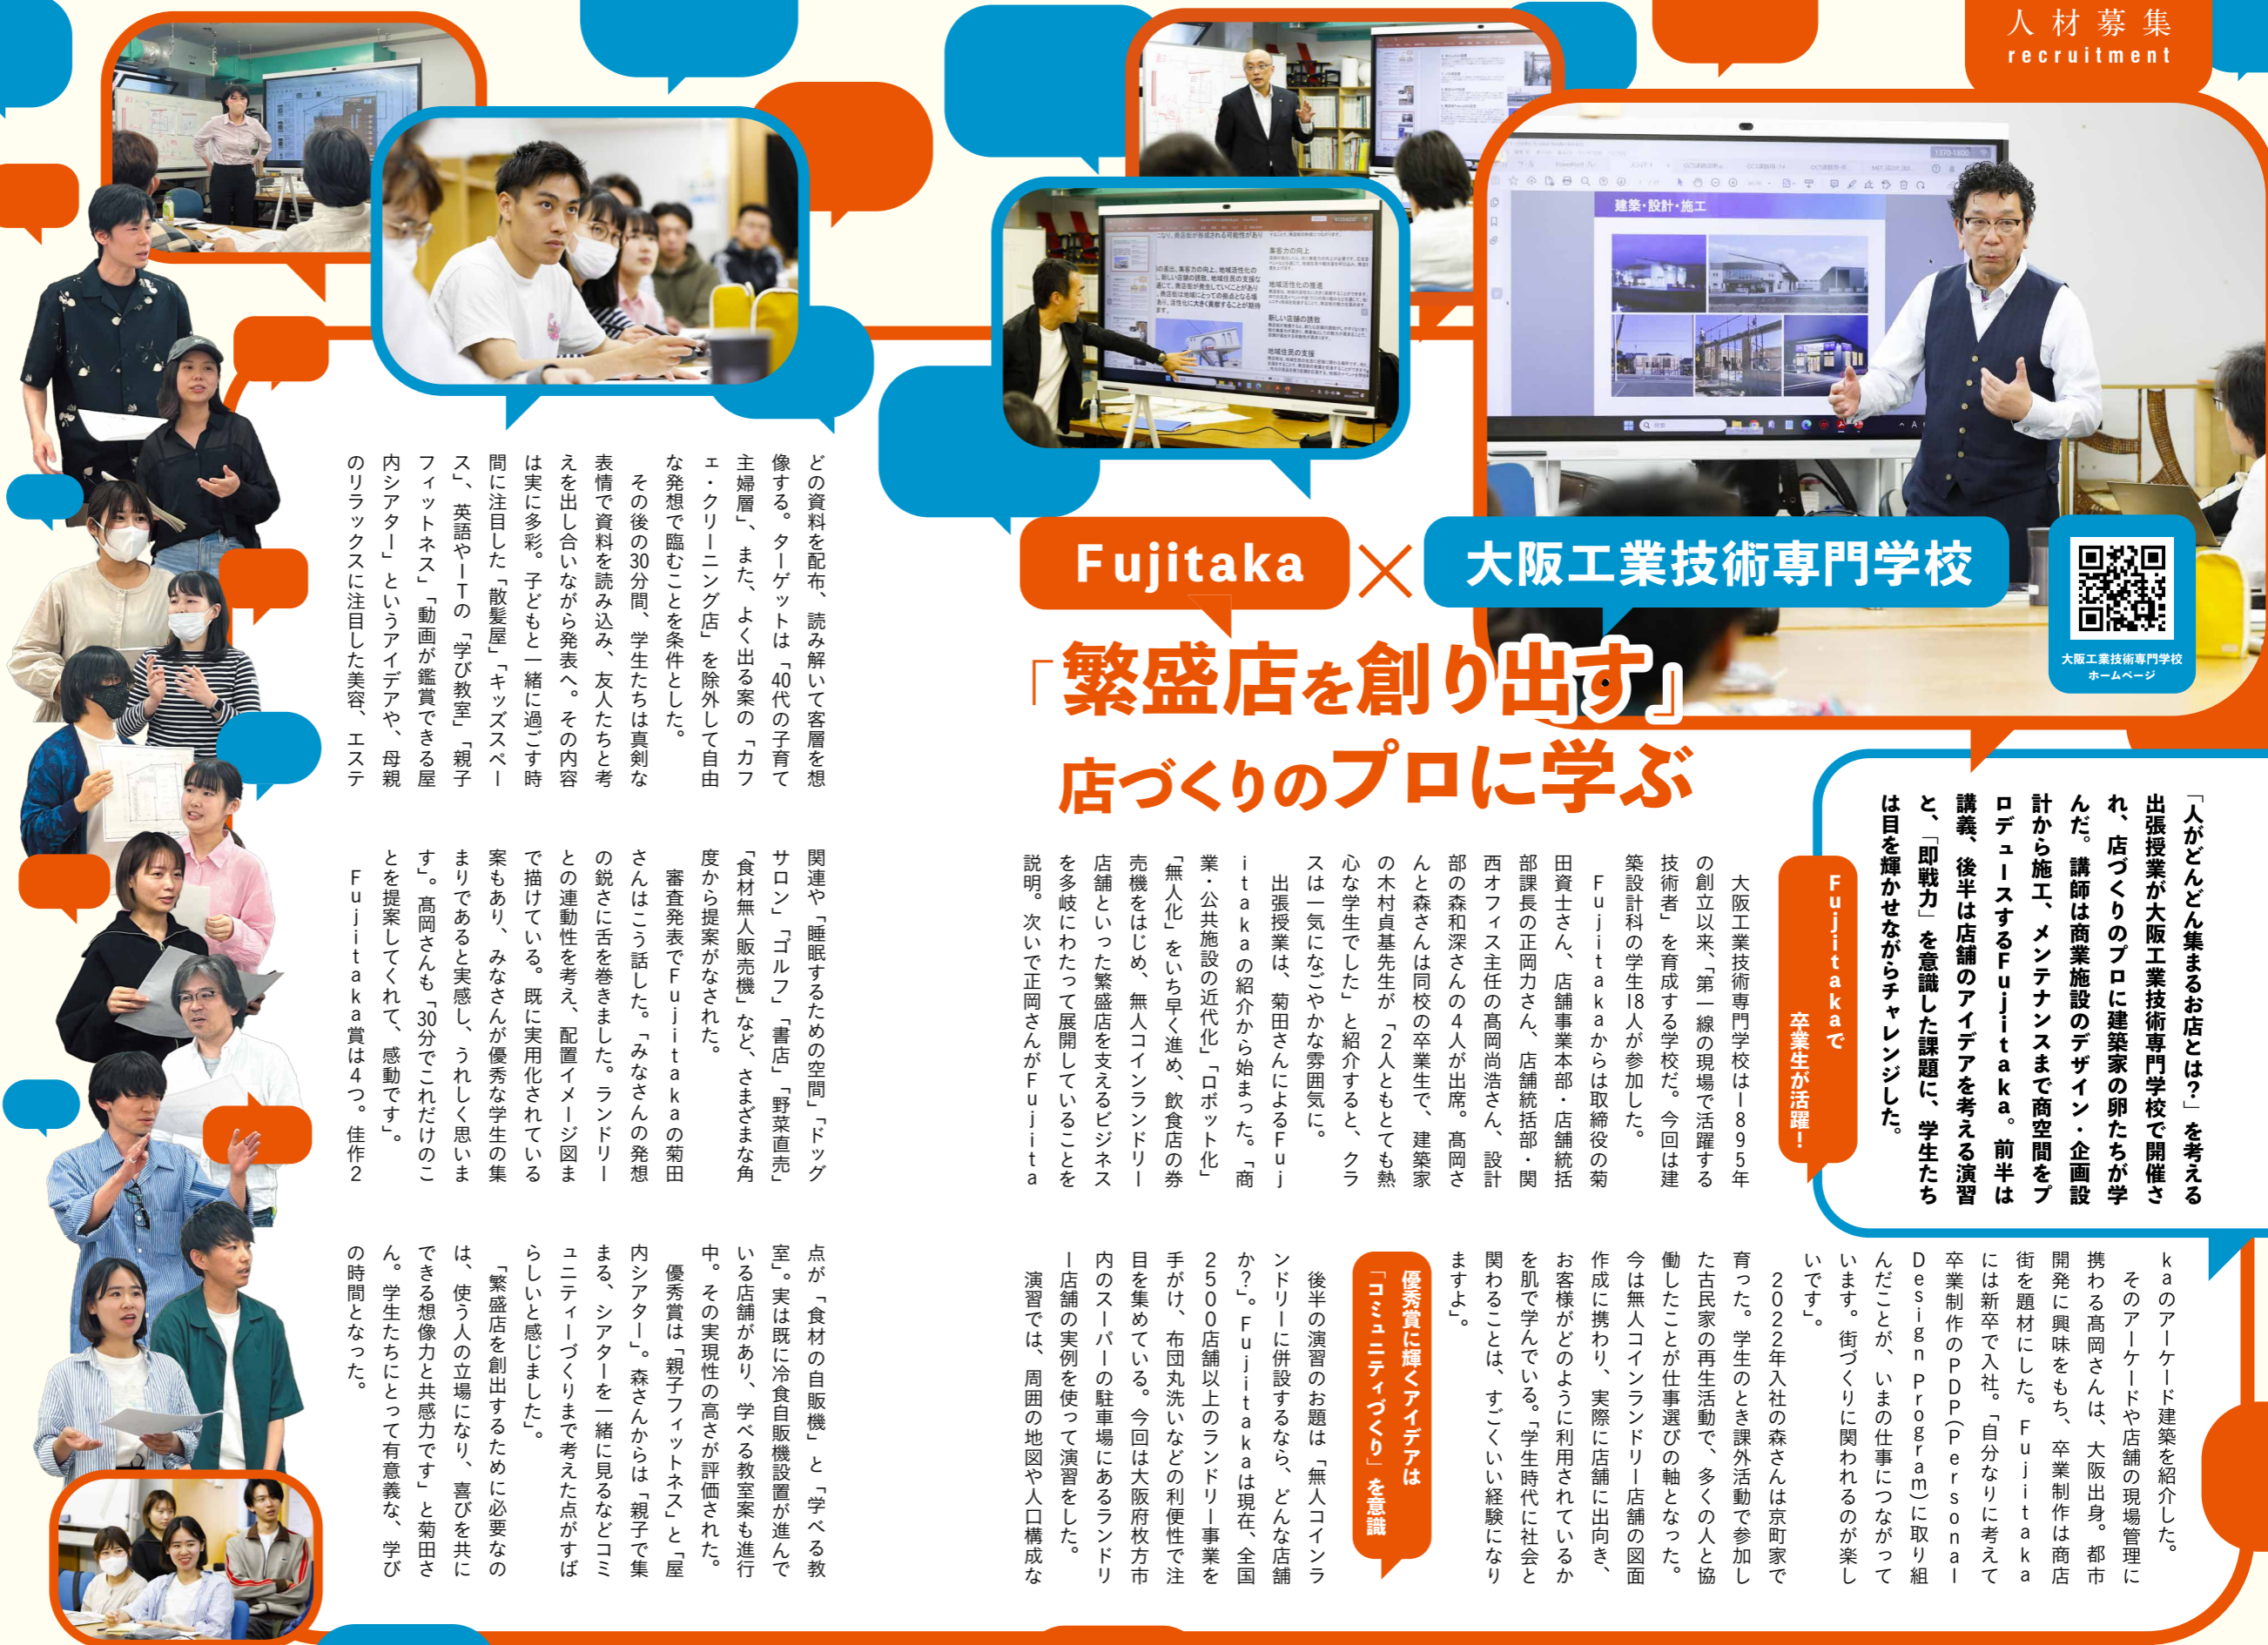 人材募集
recruitment
建築・設計・施工
集客力の向上
地域活性化の推進
新しい店舗の誘致
地域住民の支援
Fujitaka
×
大阪工業技術専門学校
大阪工業技術専門学校
ホームページ
「繁盛店を創り出す」
店づくりのプロに学ぶ
「人がどんどん集まるお店とは?」を考える
出張授業が大阪工業技術専門学校で開催さ
れ、店づくりのプロに建築家の卵たちが学
んだ。講師は商業施設のデザイン・企画設
計から施工、メンテナンスまで商空間をプ
ロデュースするFujitaka。前半は
講義、後半は店舗のアイデアを考える演習
と、「即戦力」を意識した課題に、学生たち
は目を輝かせながらチャレンジした。
Fujitakaで
卒業生が活躍!
大阪工業技術専門学校は1895年
の創立以来、「第一線の現場で活躍する
技術者」を育成する学校だ。今回は建
築設計科の学生18人が参加した。
Fujitakaからは取締役の菊
田資士さん、店舗事業本部・店舗統括
部課長の正岡力さん、店舗統括部・関
西オフィス主任の髙岡尚浩さん、設計
部の森和深さんの4人が出席。髙岡さ
んと森さんは同校の卒業生で、建築家
の木村貞基先生が「2人ともとても熱
心な学生でした」と紹介すると、クラ
スは一気になごやかな雰囲気に。
出張授業は、菊田さんによるFuj
itakaの紹介から始まった。「商
業・公共施設の近代化」「ロボット化」
「無人化」をいち早く進め、飲食店の券
売機をはじめ、無人コインランドリー
店舗といった繁盛店を支えるビジネス
を多岐にわたって展開していることを
説明。次いで正岡さんがFujita
kaのアーケード建築を紹介した。
そのアーケードや店舗の現場管理に
携わる髙岡さんは、大阪出身。都市
開発に興味をもち、卒業制作は商店
街を題材にした。Fujitaka
には新卒で入社。「自分なりに考えて
卒業制作のPDP(Personal
Design Program)に取り組
んだことが、いまの仕事につながって
います。街づくりに関われるのが楽し
いです」。
2022年入社の森さんは京町家で
育った。学生のとき課外活動で参加し
た古民家の再生活動で、多くの人と協
働したことが仕事選びの軸となった。
今は無人コインランドリー店舗の図面
作成に携わり、実際に店舗に出向き、
お客様がどのように利用されているか
を肌で学んでいる。「学生時代に社会と
関わることは、すごくいい経験になり
ますよ」。
優秀賞に輝くアイデアは
「コミュニティづくり」を意識
後半の演習のお題は「無人コインラ
ンドリーに併設するなら、どんな店舗
か?」。Fujitakaは現在、全国
2500店舗以上のランドリー事業を
手がけ、布団丸洗いなどの利便性で注
目を集めている。今回は大阪府枚方市
内のスーパーの駐車場にあるランドリ
ー店舗の実例を使って演習をした。
演習では、周囲の地図や人口構成な
どの資料を配布、読み解いて客層を想
像する。ターゲットは「40代の子育て
主婦層」、また、よく出る案の「カフ
ェ・クリーニング店」を除外して自由
な発想で臨むことを条件とした。
その後の30分間、学生たちは真剣な
表情で資料を読み込み、友人たちと考
えを出し合いながら発表へ。その内容
は実に多彩。子どもと一緒に過ごす時
間に注目した「散髪屋」「キッズスペー
ス」、英語やITの「学び教室」「親子
フィットネス」「動画が鑑賞できる屋
内シアター」というアイデアや、母親
のリラックスに注目した美容、エステ
関連や「睡眠するための空間」「ドッグ
サロン」「ゴルフ」「書店」「野菜直売」
「食材無人販売機」など、さまざまな角
度から提案がなされた。
審査発表でFujitakaの菊田
さんはこう話した。「みなさんの発想
の鋭さに舌を巻きました。ランドリー
との連動性を考え、配置イメージ図ま
で描けている。既に実用化されている
案もあり、みなさんが優秀な学生の集
まりであると実感し、うれしく思いま
す」。髙岡さんも「30分でこれだけのこ
とを提案してくれて、感動です」。
Fujitaka賞は4つ。佳作2
点が「食材の自販機」と「学べる教
室」。実は既に冷食自販機設置が進んで
いる店舗があり、学べる教室案も進行
中。その実現性の高さが評価された。
優秀賞は「親子フィットネス」と「屋
内シアター」。森さんからは「親子で集
まる、シアターを一緒に見るなどコミ
ュニティーづくりまで考えた点がすば
らしいと感じました」。
「繁盛店を創出するために必要なの
は、使う人の立場になり、喜びを共に
できる想像力と共感力です」と菊田さ
ん。学生たちにとって有意義な、学び
の時間となった。